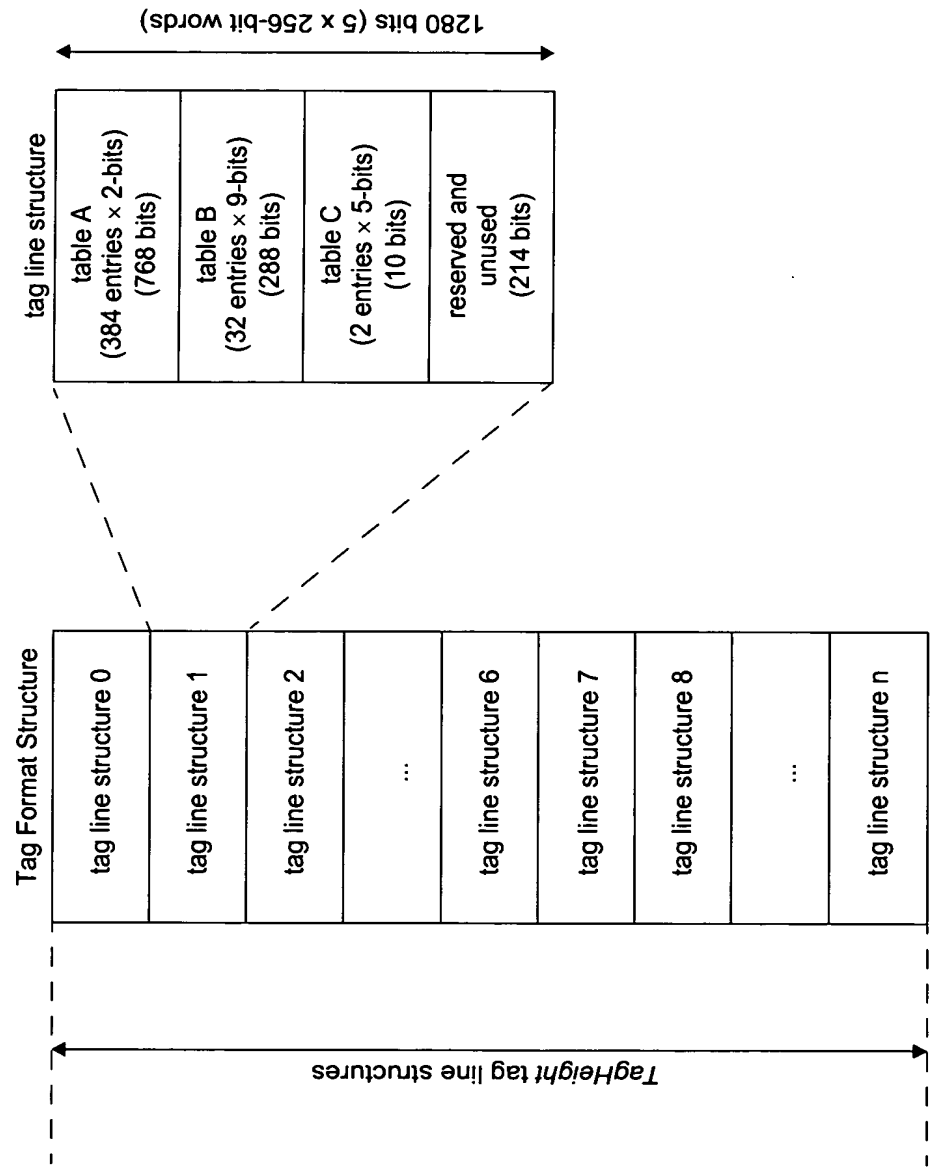 Tag Format Structure
tag line structure 0
tag line structure 1
tag line structure 2
...
tag line structure 6
tag line structure 7
tag line structure 8
...
tag line structure n
TagHeight tag line structures
tag line structure
table A
(384 entries × 2-bits)
(768 bits)
table B
(32 entries × 9-bits)
(288 bits)
table C
(2 entries × 5-bits)
(10 bits)
reserved and
unused
(214 bits)
1280 bits (5 x 256-bit words)